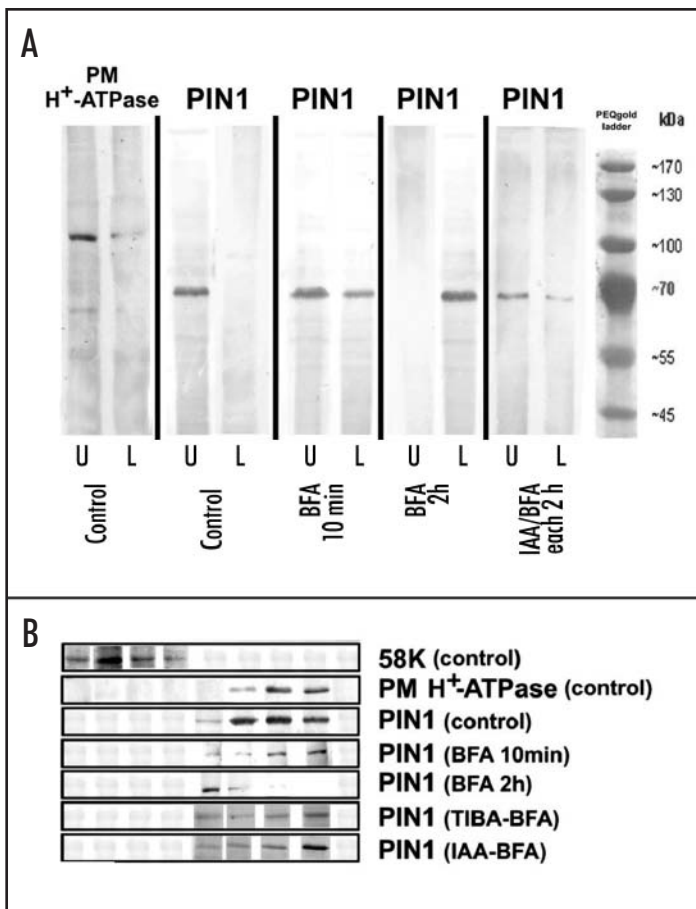 A
PM
H+-ATPase
PIN1
PIN1
PIN1
PIN1
PEQgold
ladder
kDa
~170
~130
~100
~70
~55
~45
U L
U L
U L
U L
U L
Control
Control
BFA
10 min
BFA
2h
IAA/BFA
each 2 h
B
58K (control)
PM H+-ATPase (control)
PIN1 (control)
PIN1 (BFA 10min)
PIN1 (BFA 2h)
PIN1 (TIBA-BFA)
PIN1 (IAA-BFA)